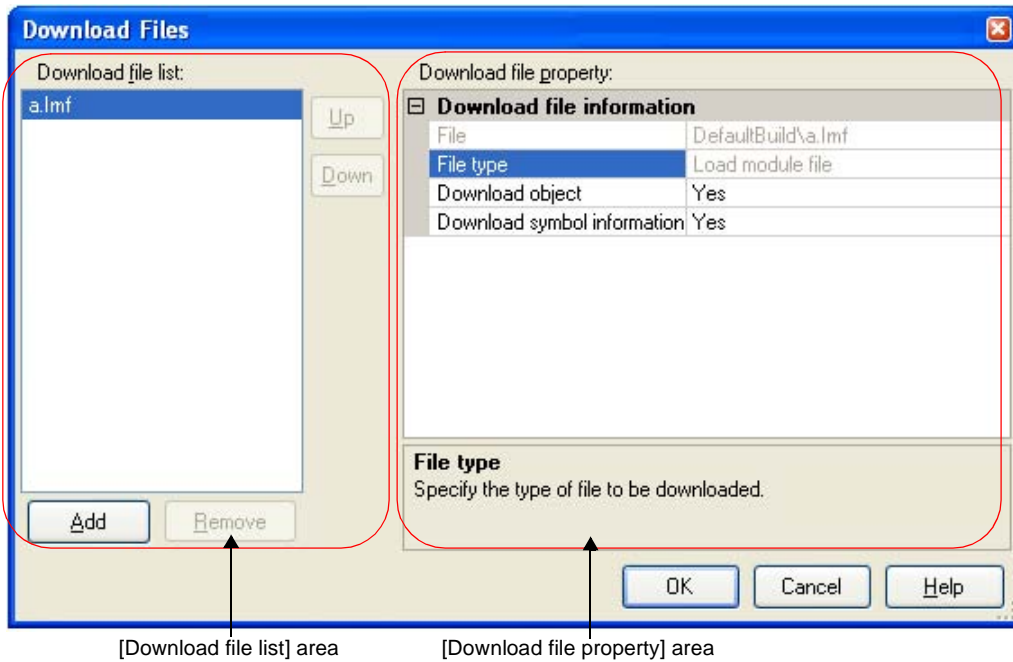 Download Files
Download file list:
a.lmf
Up
Down
Add
Remove
Download file property:
Download file information
File DefaultBuild\a.lmf
File type Load module file
Download object Yes
Download symbol information Yes
File type
Specify the type of file to be downloaded.
OK Cancel Help
[Download file list] area [Download file property] area